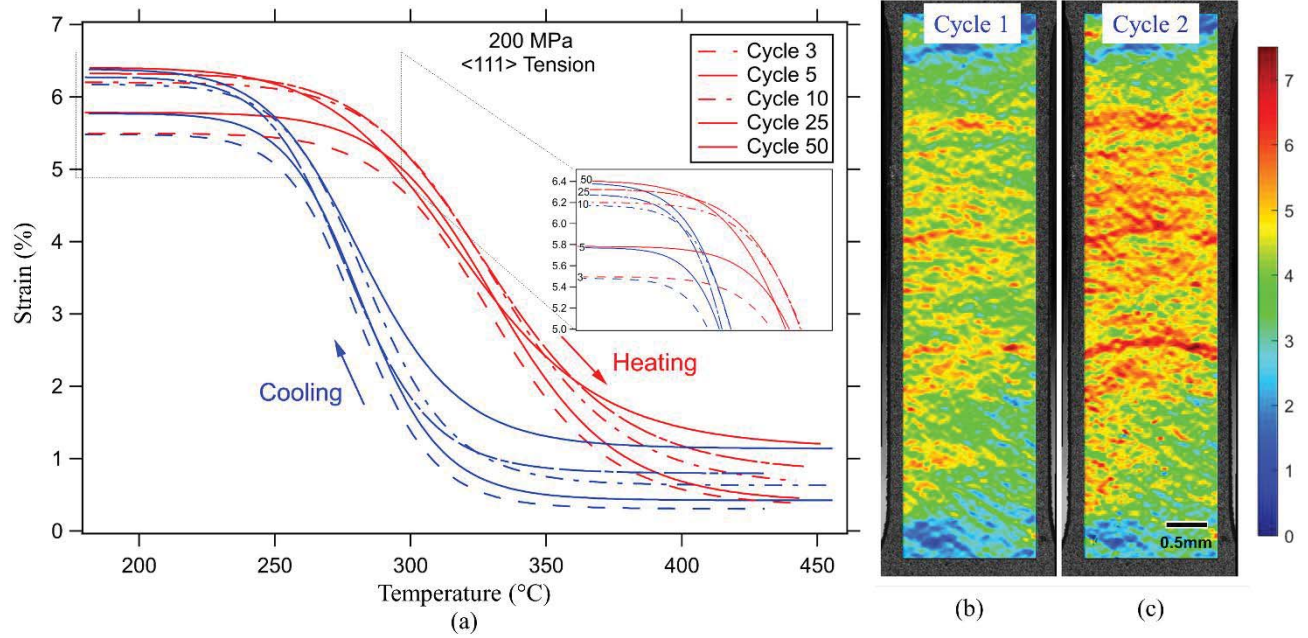 7%
6
5
4
3
2
1
0
Strain (%)
200 MPa
<111> Tension
Cycle 3
Cycle 5
Cycle 10
Cycle 25
Cycle 50
6.4
6.2
6.0
5.8
5.6
5.4
5.2
5.0
50
25
10
5
3
Heating
Cooling
200
250
300
350
400
450
Temperature (°C)
(a)
Cycle 1
(b)
Cycle 2
0.5mm
(c)
7
6
5
4
3
2
1
0